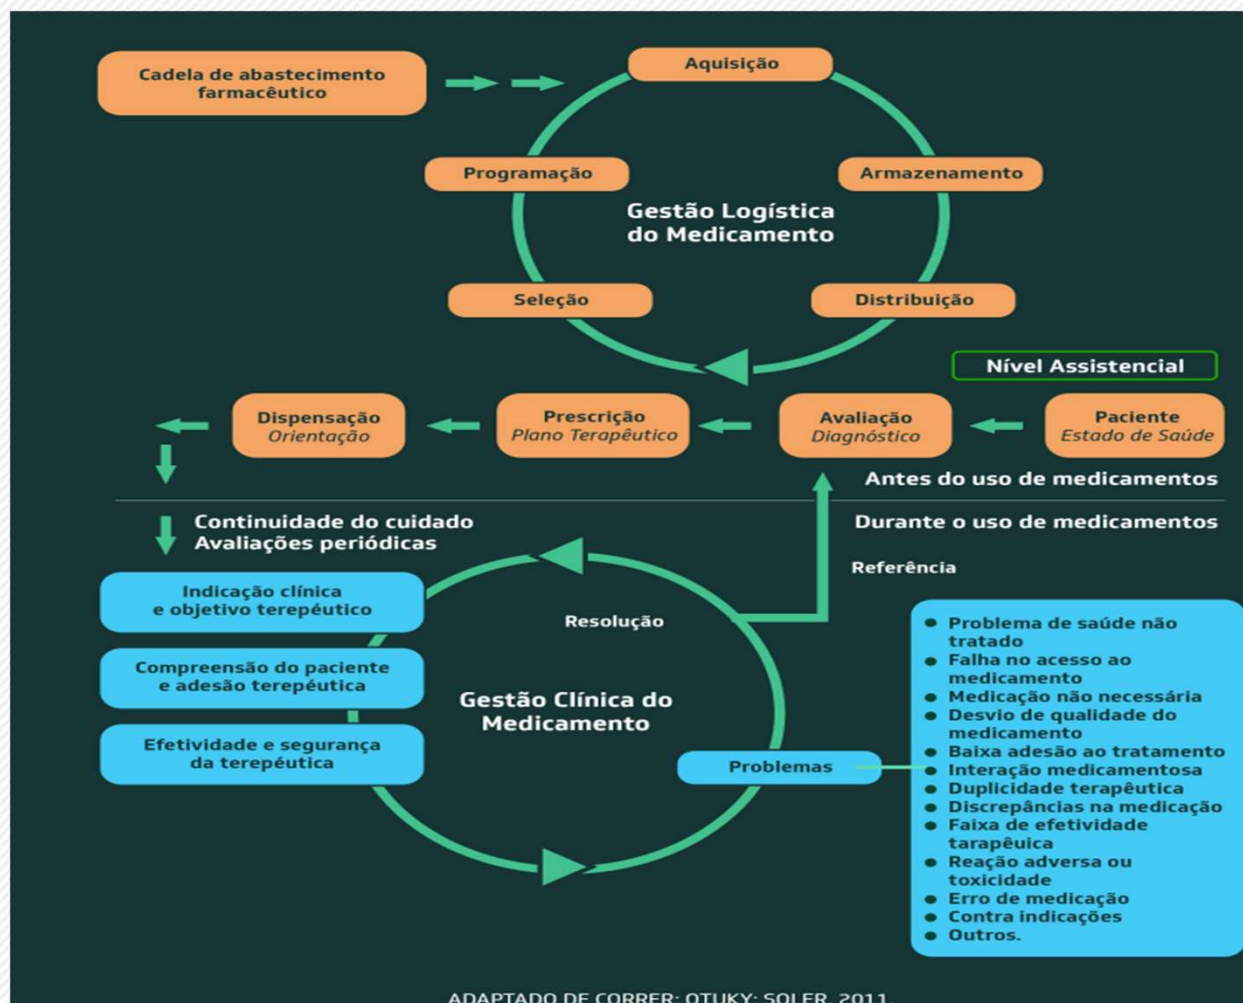 Cadela de abastecimento
farmacêutico
Aquisição
Programação
Armazenamento
Gestão Logística
do Medicamento
Seleção
Distribuição
Nível Assistencial
Dispensação
Orientação
Prescrição
Plano Terapêutico
Avaliação
Diagnóstico
Paciente
Estado de Saúde
Antes do uso de medicamentos
Continuidade do cuidado
Avaliações periódicas
Durante o uso de medicamentos
Referência
Indicação clínica
e objetivo terepéutico
Resolução
Compreensão do paciente
e adesão terepéutica
Gestão Clínica do
Medicamento
Efetividade e segurança
da terepéutica
Problemas
Problema de saúde não
tratado
Falha no acesso ao
medicamento
Medicação não necessária
Desvio de qualidade do
medicamento
Baixa adesão ao tratamento
Interação medicamentosa
Duplicidade terapêutica
Discrepâncias na medicação
Faixa de efetividade
tarapêuica
Reação adversa ou
toxicidade
Erro de medicação
Contra indicações
Outros.
ADAPTADO DE CORRER; OTUKY; SOLER, 2011.